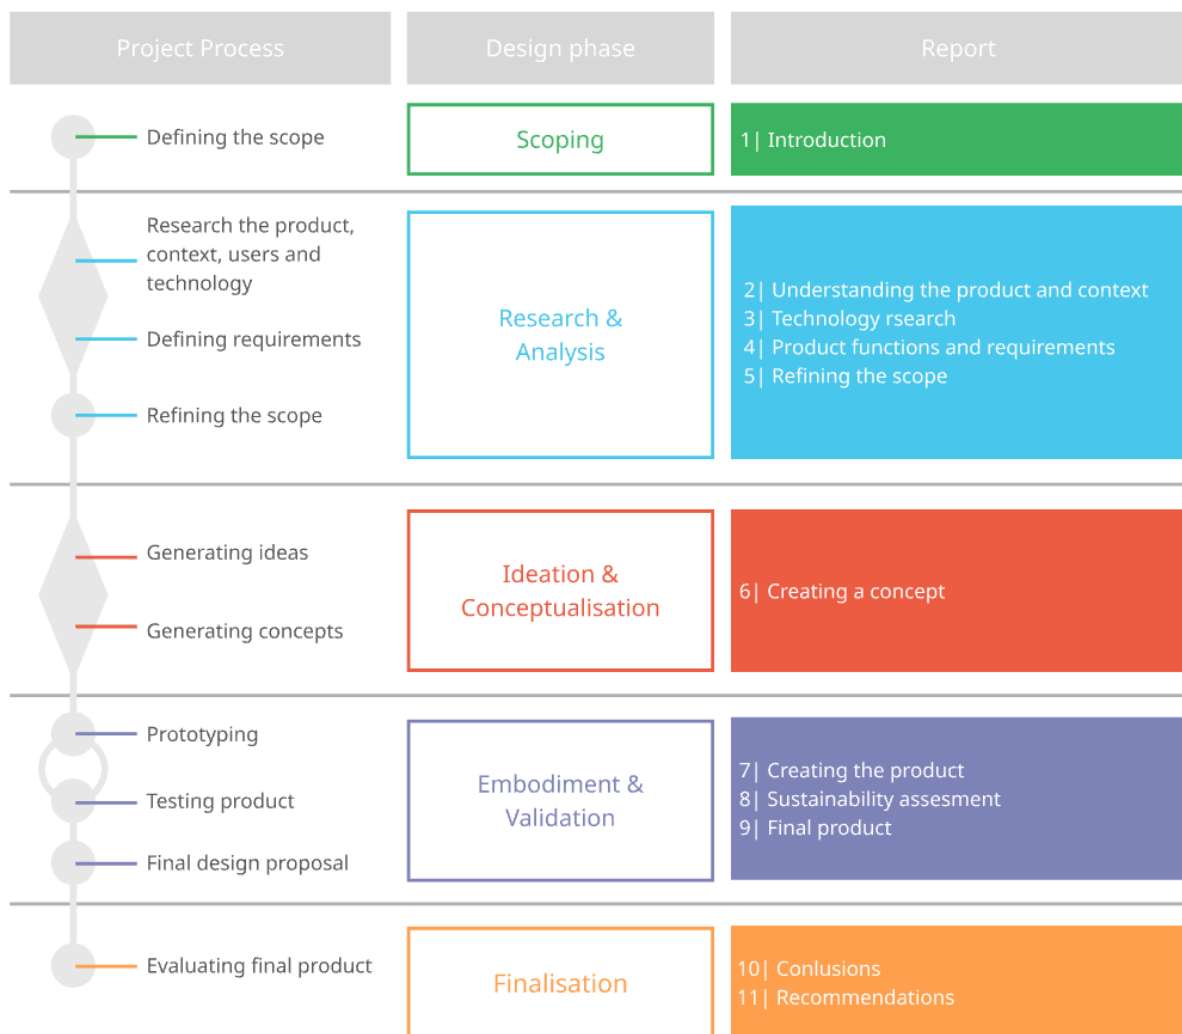 Project Process
Design phase
Report
Defining the scope
Scoping
1| Introduction
Research the product,
context, users and
technology
Defining requirements
Refining the scope
Research &
Analysis
2| Understanding the product and context
3| Technology rsearch
4| Product functions and requirements
5| Refining the scope
Generating ideas
Generating concepts
Ideation &
Conceptualisation
6| Creating a concept
Prototyping
Testing product
Final design proposal
Embodiment &
Validation
7| Creating the product
8| Sustainability assesment
9| Final product
Evaluating final product
Finalisation
10| Conlusions
11| Recommendations